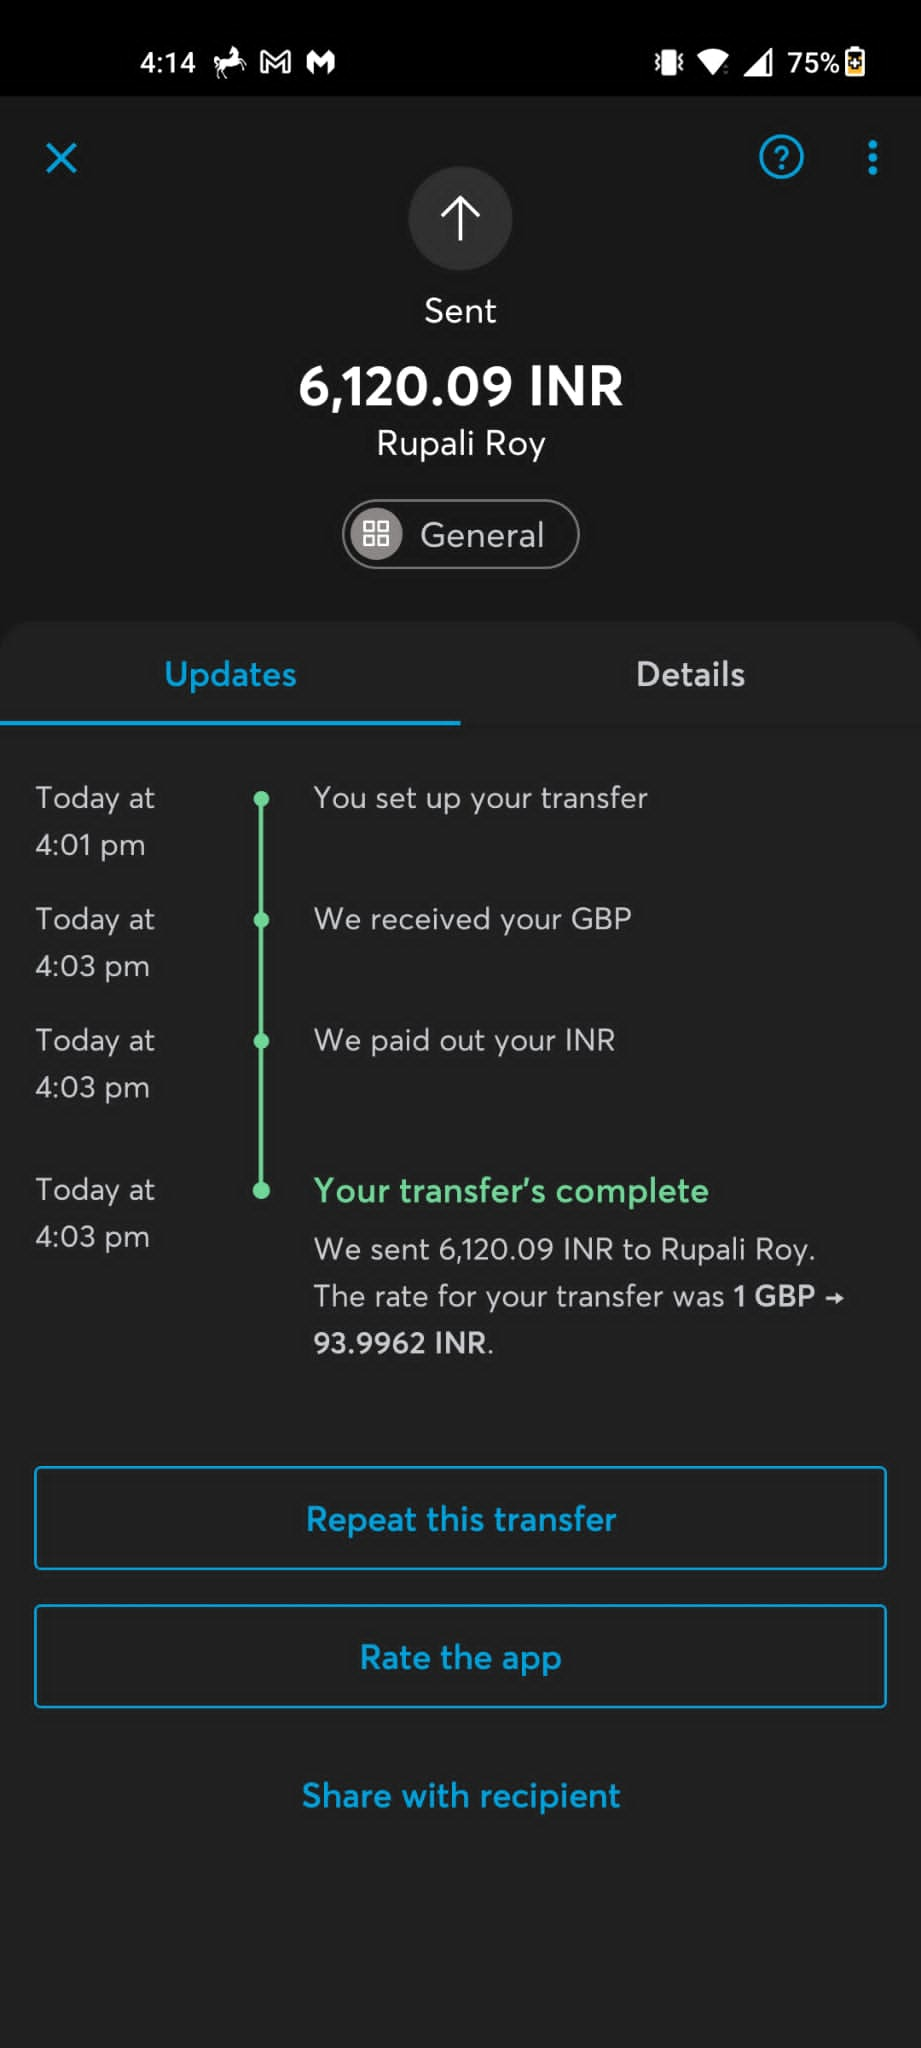 4:14
75%
Sent
6,120.09 INR
Rupali Roy
General
Updates
Details
Today at
4:01 pm
You set up your transfer
Today at
4:03 pm
We received your GBP
Today at
4:03 pm
We paid out your INR
Today at
4:03 pm
Your transfer's complete
We sent 6,120.09 INR to Rupali Roy.
The rate for your transfer was 1 GBP →
93.9962 INR.
Repeat this transfer
Rate the app
Share with recipient